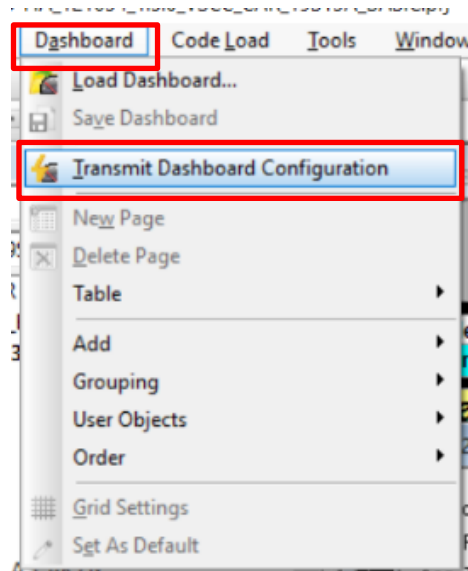 Dashboard Code Load Tools Window
Load Dashboard...
Save Dashboard
Transmit Dashboard Configuration
New Page
Delete Page
Table
Add
Grouping
User Objects
Order
Grid Settings
Set As Default